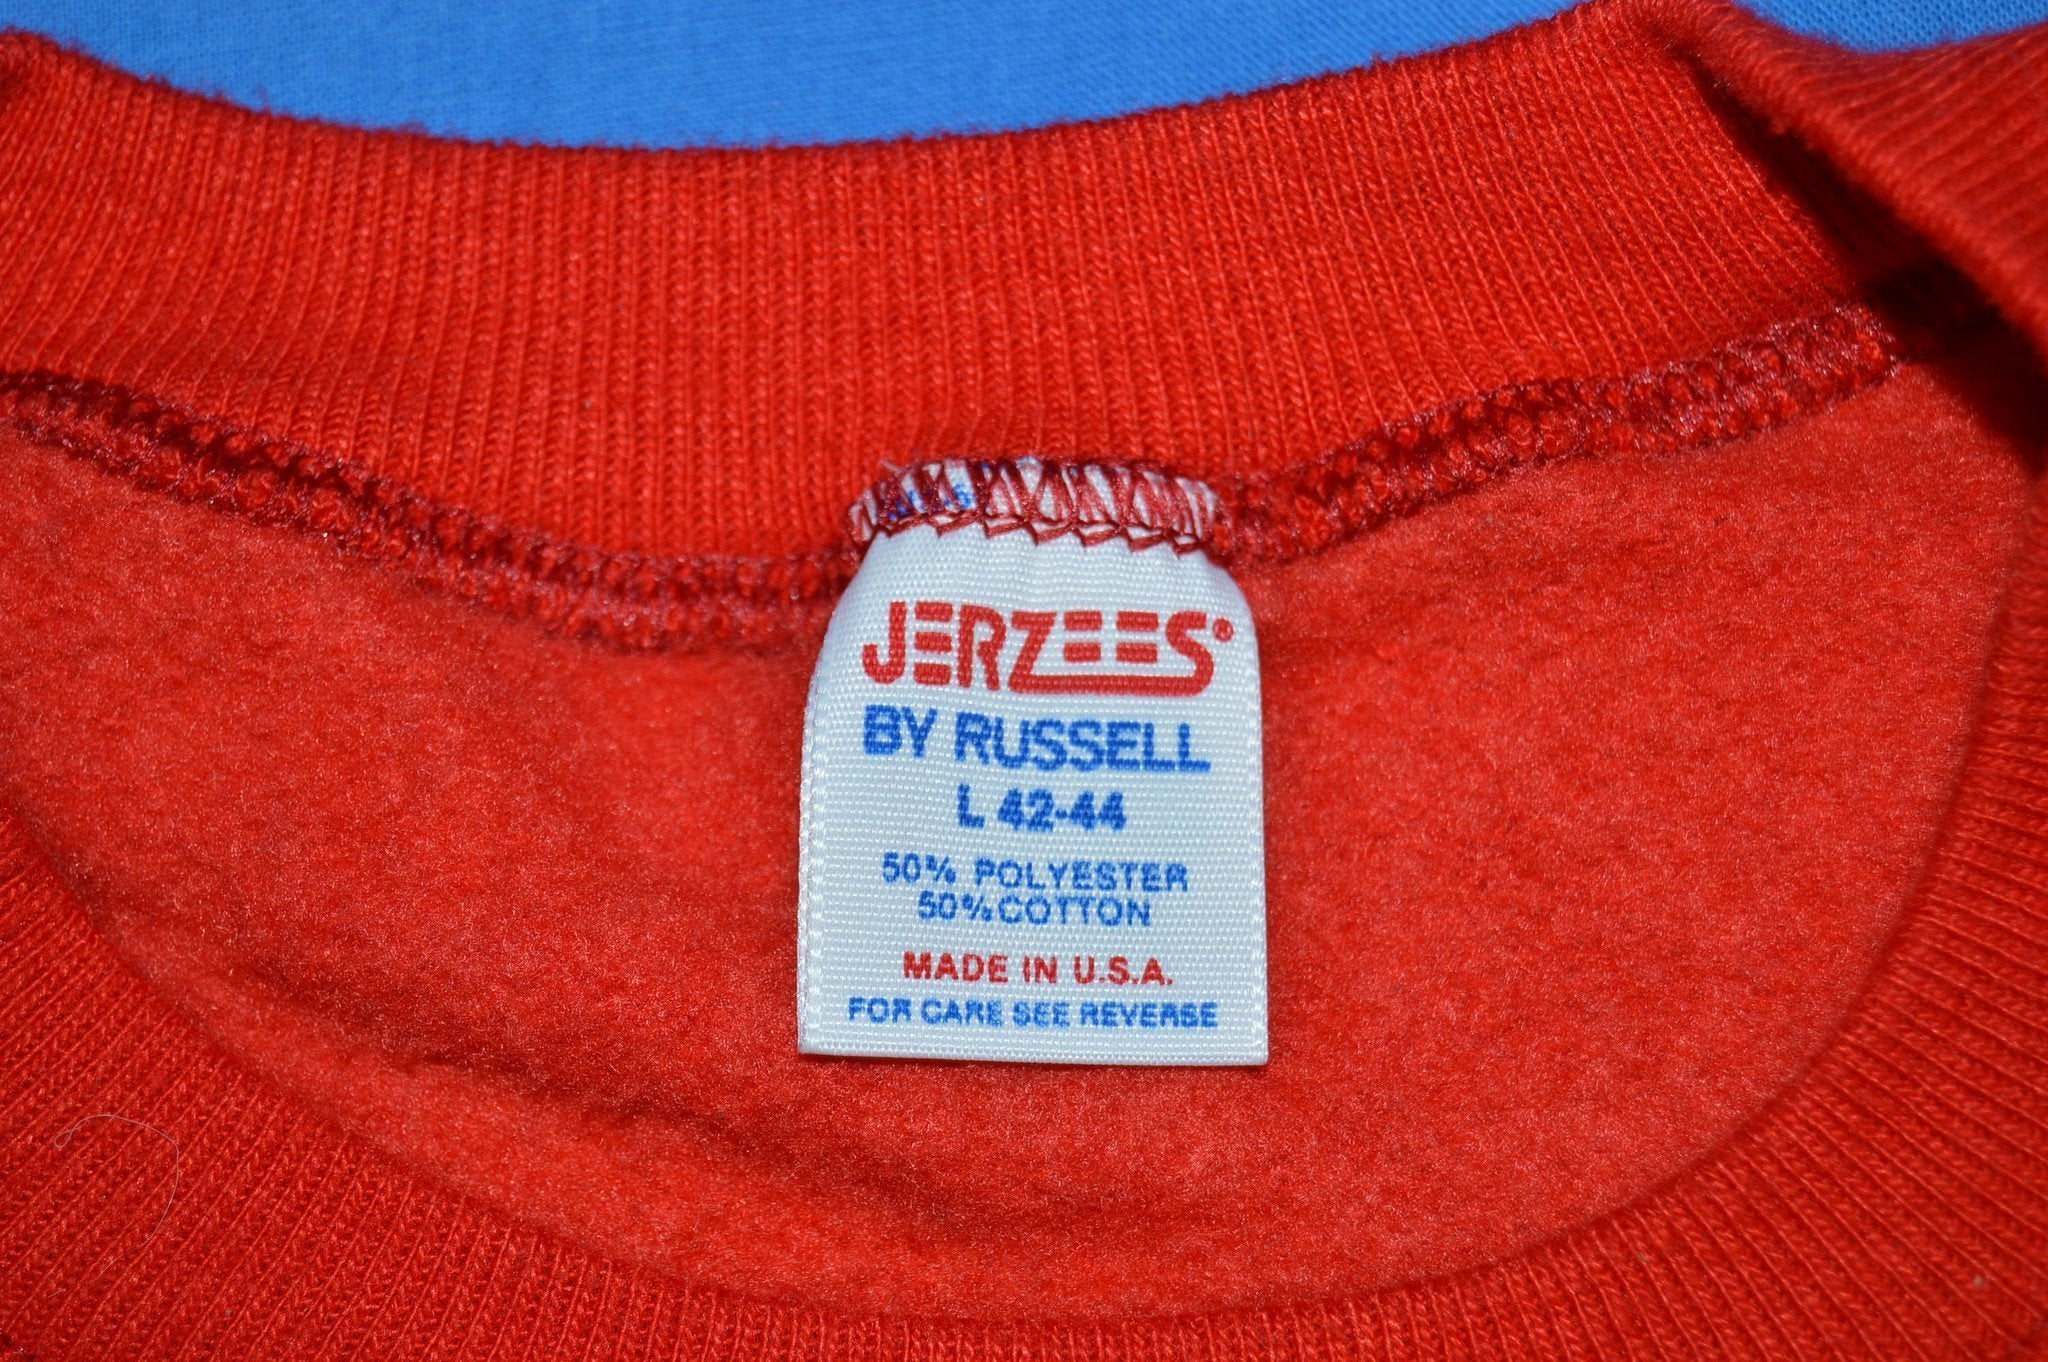 JERZEES®
BY RUSSELL
L 42-44
50% POLYESTER
50% COTTON
MADE IN U.S.A.
FOR CARE SEE REVERSE